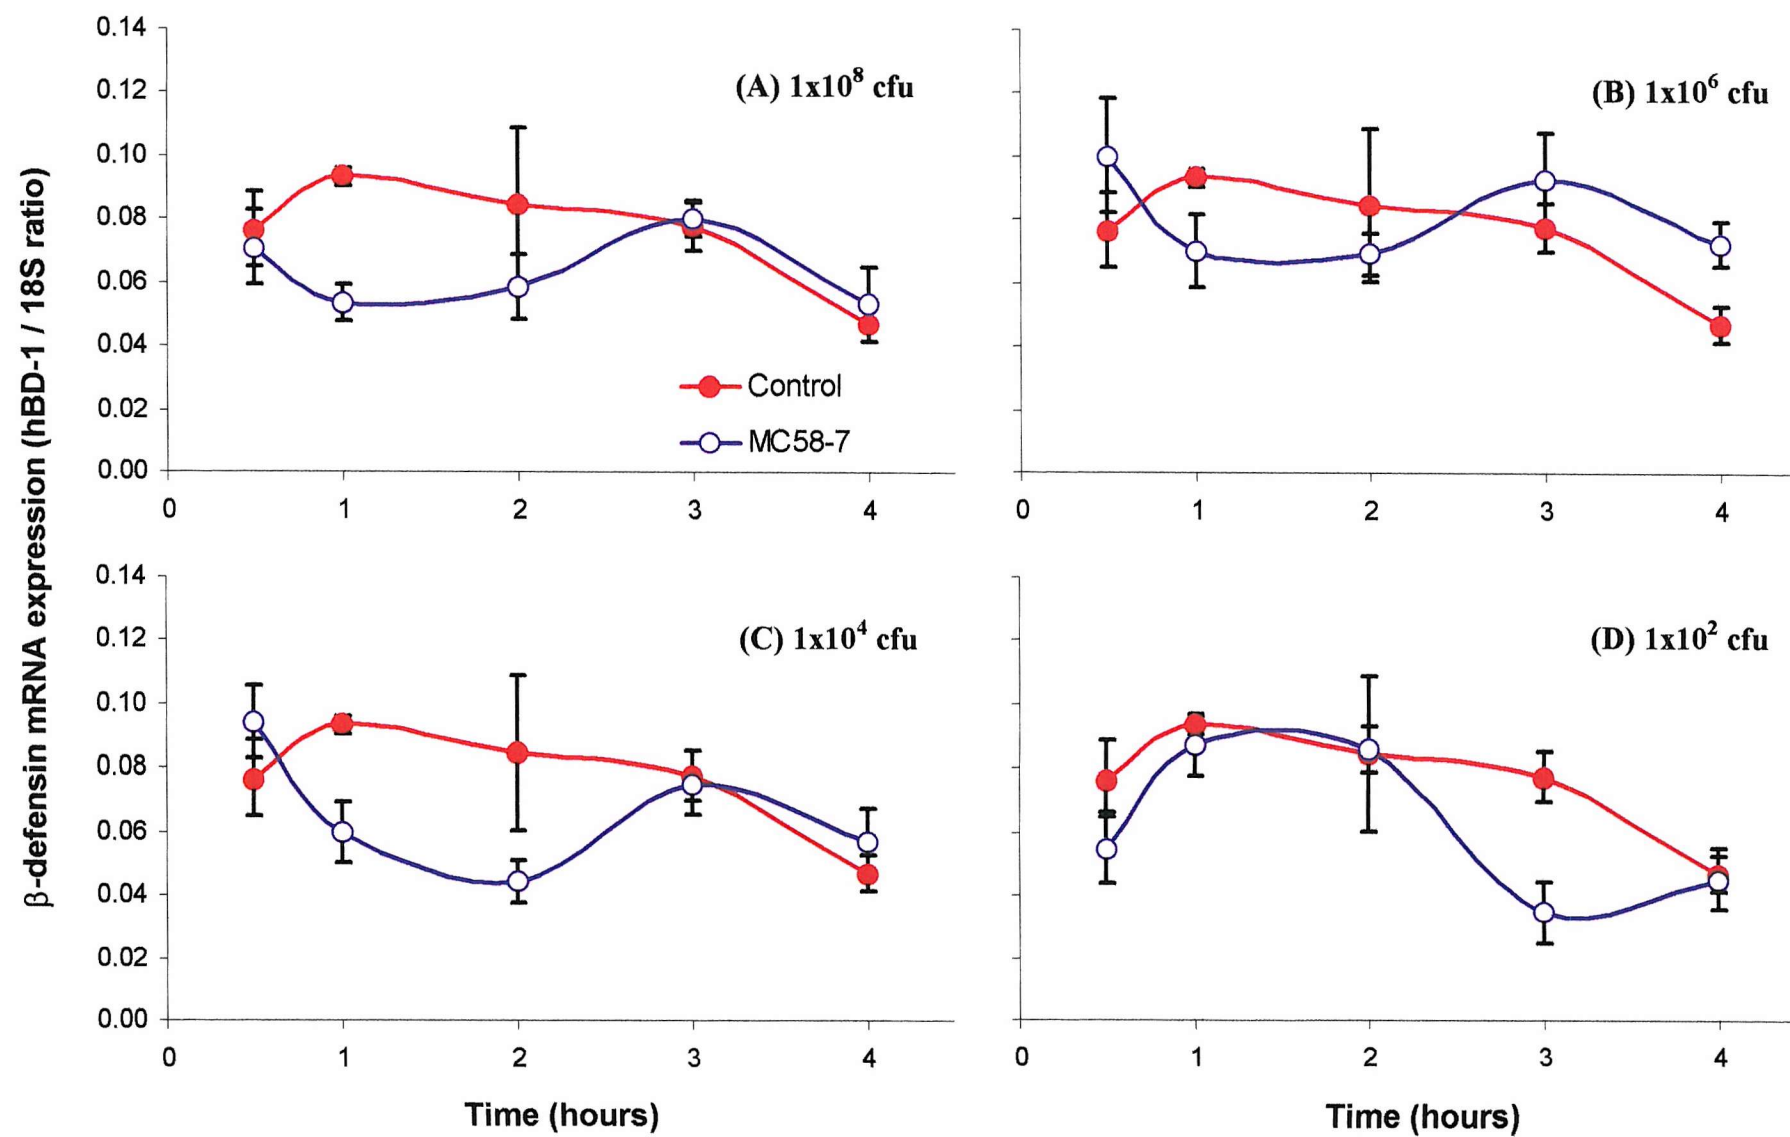 β-defensin mRNA expression (hBD-1 / 18S ratio)
0.14
0.12
0.10
0.08
0.06
0.04
0.02
0.00
(A) 1x10⁸ cfu
Control
MC58-7
0 1 2 3 4
(B) 1x10⁶ cfu
0 1 2 3 4
0.14
0.12
0.10
0.08
0.06
0.04
0.02
0.00
(C) 1x10⁴ cfu
0 1 2 3 4
Time (hours)
(D) 1x10² cfu
0 1 2 3 4
Time (hours)